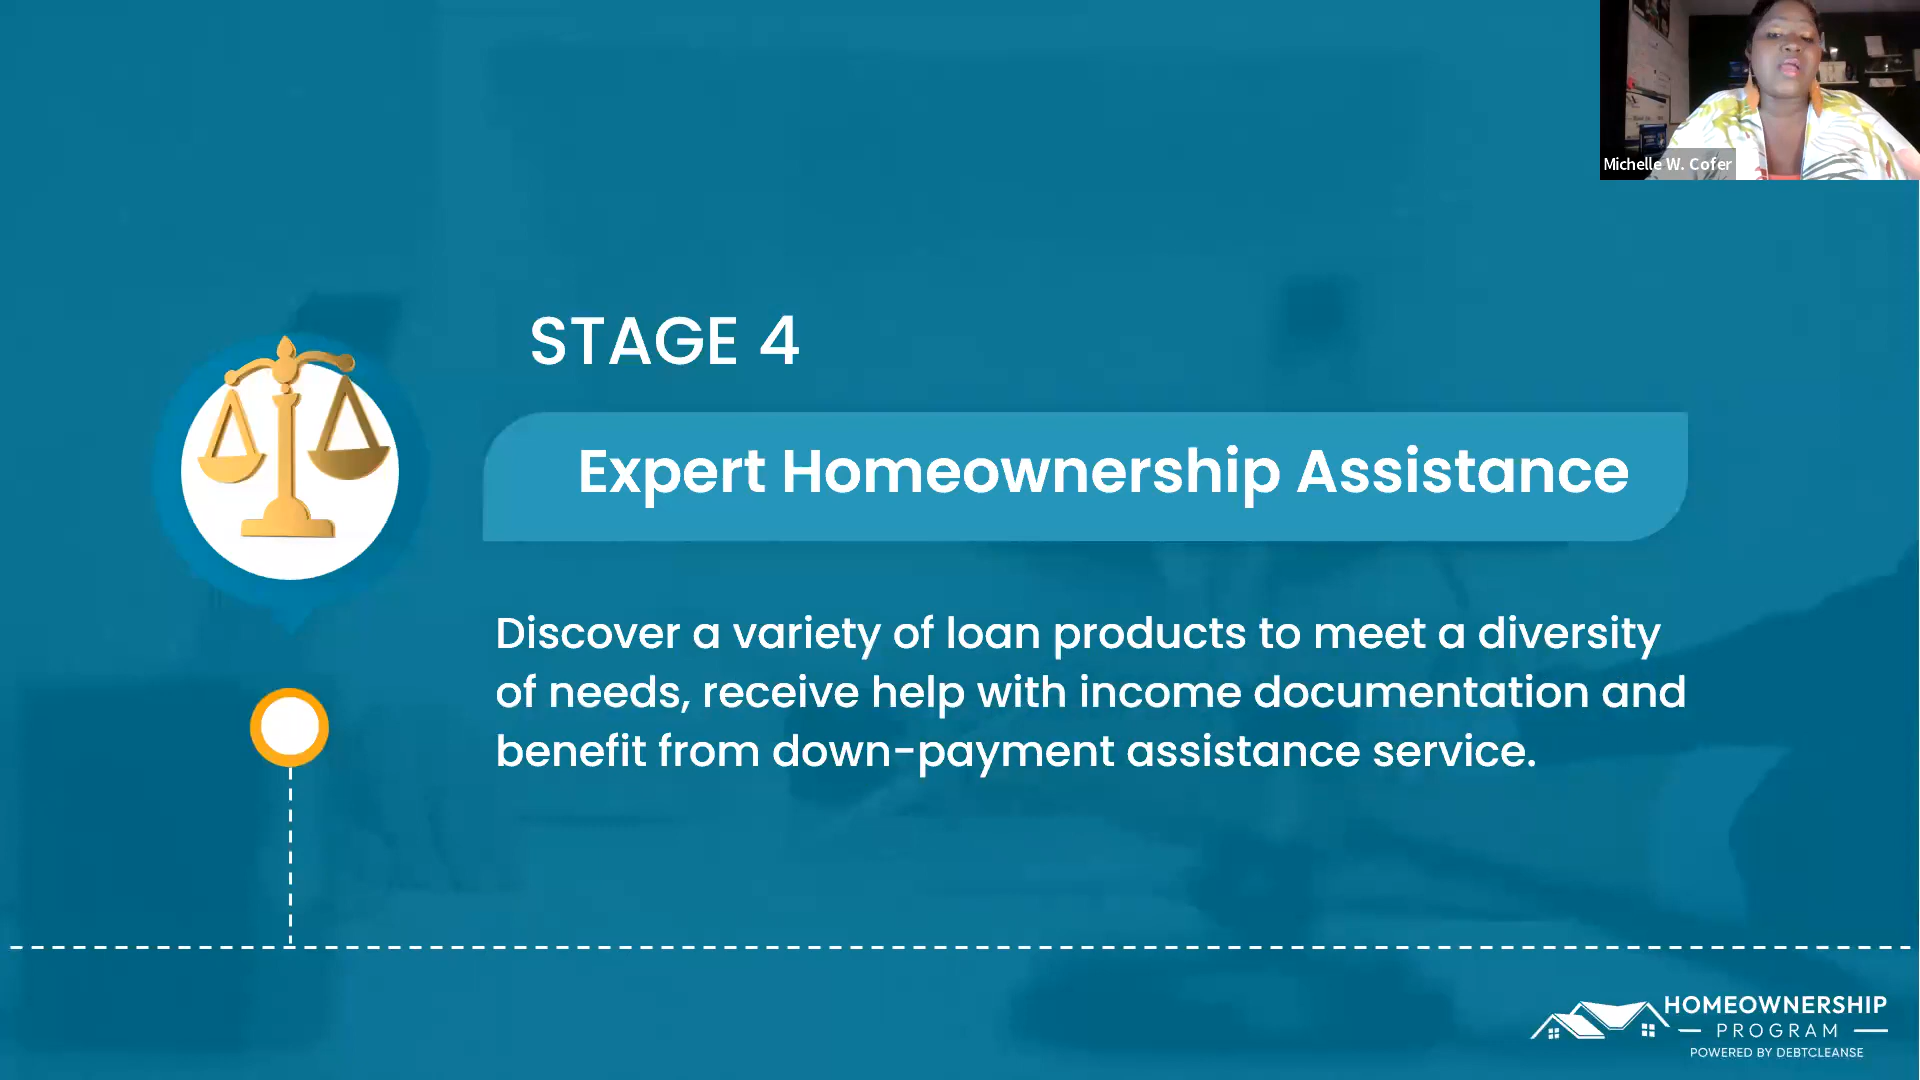 Michelle W. Cofer
STAGE 4
Expert Homeownership Assistance
Discover a variety of loan products to meet a diversity
of needs, receive help with income documentation and
benefit from down-payment assistance service.
HOMEOWNERSHIP
PROGRAM
POWERED BY DEBTCLEANSE